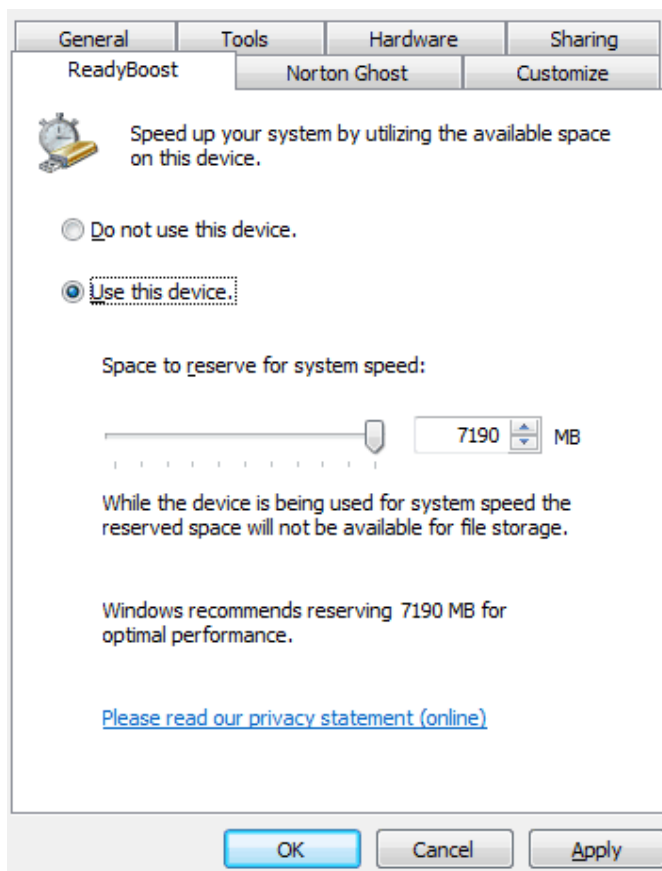 General
Tools
Hardware
Sharing
ReadyBoost
Norton Ghost
Customize
Speed up your system by utilizing the available space
on this device.
Do not use this device.
Use this device.
Space to reserve for system speed:
7190 MB
While the device is being used for system speed the
reserved space will not be available for file storage.
Windows recommends reserving 7190 MB for
optimal performance.
Please read our privacy statement (online)
OK
Cancel
Apply